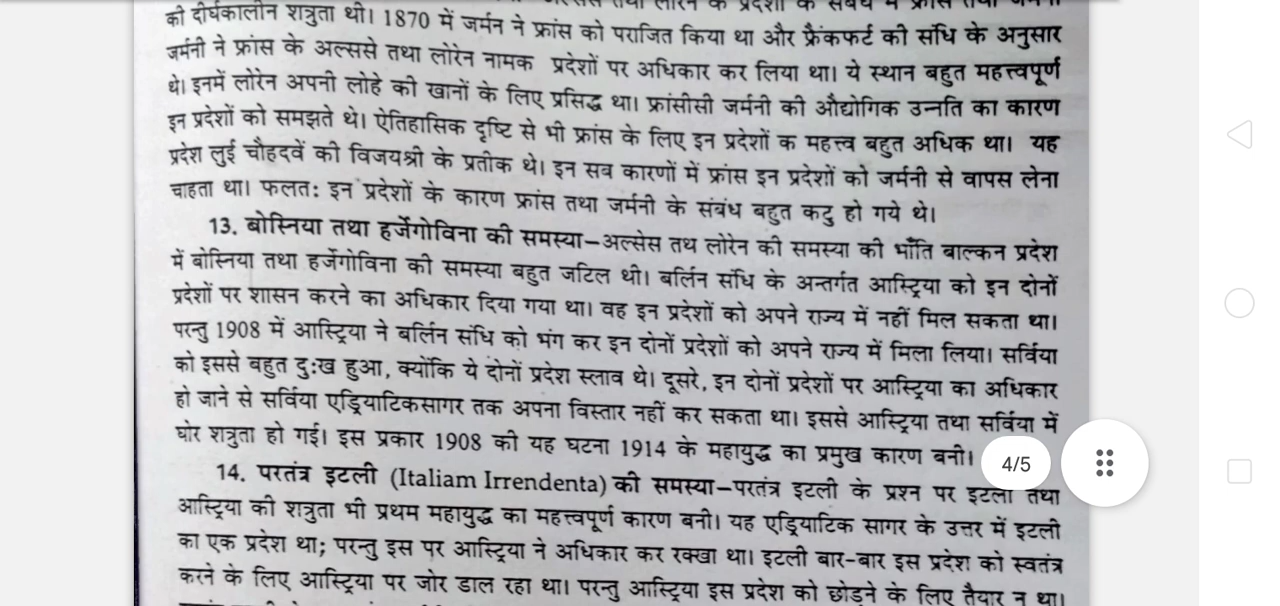 की दीर्घकालीन शत्रुता थी। 1870 में जर्मन ने फ्रांस को पराजित किया था और फ्रैंकफर्ट की संधि के अनुसार
जर्मनी ने फ्रांस के अल्ससे तथा लोरेन नामक प्रदेशों पर अधिकार कर लिया था। ये स्थान बहुत महत्त्वपूर्ण
थे। इनमें लोरेन अपनी लोहे की खानों के लिए प्रसिद्ध था। फ्रांसीसी जर्मनी की औद्योगिक उन्नति का कारण
इन प्रदेशों को समझते थे। ऐतिहासिक दृष्टि से भी फ्रांस के लिए इन प्रदेशों क महत्त्व बहुत अधिक था। यह
प्रदेश लुई चौहदवें की विजयश्री के प्रतीक थे। इन सब कारणों में फ्रांस इन प्रदेशों को जर्मनी से वापस लेना
चाहता था। फलतः इन प्रदेशों के कारण फ्रांस तथा जर्मनी के संबंध बहुत कटु हो गये थे।
13. बोस्निया तथा हर्जेगोविना की समस्या–अल्सेस तथ लोरेन की समस्या की भाँति बाल्कन प्रदेश
में बोस्निया तथा हर्जेगोविना की समस्या बहुत जटिल थी। बर्लिन संधि के अन्तर्गत आस्ट्रिया को इन दोनों
प्रदेशों पर शासन करने का अधिकार दिया गया था। वह इन प्रदेशों को अपने राज्य में नहीं मिल सकता था।
परन्तु 1908 में आस्ट्रिया ने बर्लिन संधि को भंग कर इन दोनों प्रदेशों को अपने राज्य में मिला लिया। सर्विया
को इससे बहुत दुःख हुआ, क्योंकि ये दोनों प्रदेश स्लाव थे। दूसरे, इन दोनों प्रदेशों पर आस्ट्रिया का अधिकार
हो जाने से सर्विया एड्रियाटिकसागर तक अपना विस्तार नहीं कर सकता था। इससे आस्ट्रिया तथा सर्विया में
घोर शत्रुता हो गई। इस प्रकार 1908 की यह घटना 1914 के महायुद्ध का प्रमुख कारण बनी।
4/5
14. परतंत्र इटली (Italiam Irrendenta) की समस्या–परतंत्र इटली के प्रश्न पर इटली तथा
आस्ट्रिया की शत्रुता भी प्रथम महायुद्ध का महत्त्वपूर्ण कारण बनी। यह एड्रियाटिक सागर के उत्तर में इटली
का एक प्रदेश था; परन्तु इस पर आस्ट्रिया ने अधिकार कर रक्खा था। इटली बार-बार इस प्रदेश को स्वतंत्र
करने के लिए आस्ट्रिया पर जोर डाल रहा था। परन्तु आस्ट्रिया इस प्रदेश को छोड़ने के लिए तैयार न था।